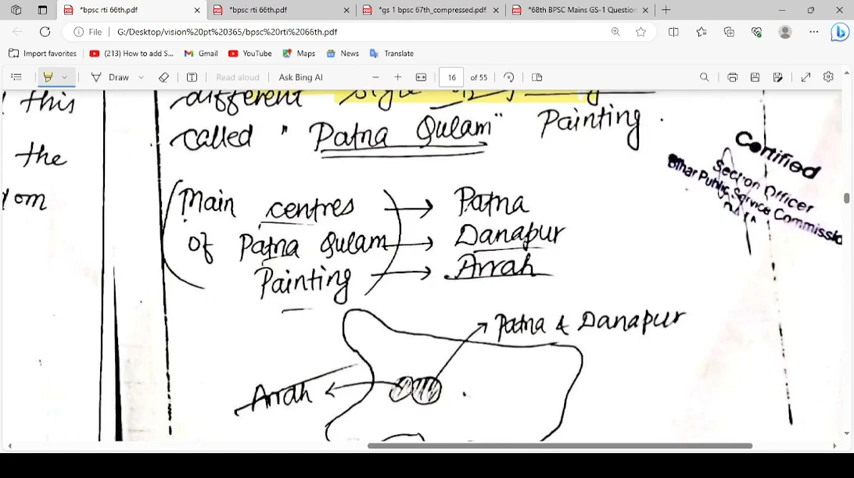 *bpsc rti 66th.pdf
*bpsc rti 66th.pdf
*gs 1 bpsc 67th_compressed.pdf
*68th BPSC Mains GS-1 Question
File
G:/Desktop/vision%20pt%20365/bpsc%20rti%2066th.pdf
Import favorites
(213) How to add S...
Gmail
YouTube
Maps
News
Translate
Draw
Read aloud
Ask Bing AI
16 of 55
this
the
different style
called "Patna Qulam" Painting.
Main centres → Patna
of Patna Qulam → Danapur
Painting → Arrah
Certified
Section Officer
Bihar Public Service Commissio
Patna & Danapur
Arrah